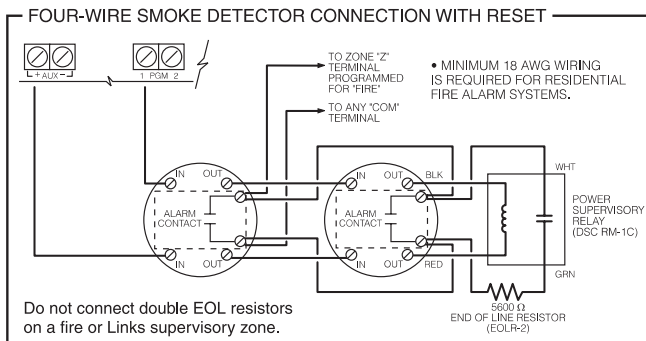 FOUR-WIRE SMOKE DETECTOR CONNECTION WITH RESET
+ AUX –
1 PGM 2
TO ZONE "Z"
TERMINAL
PROGRAMMED
FOR "FIRE"
TO ANY "COM"
TERMINAL
• MINIMUM 18 AWG WIRING
IS REQUIRED FOR RESIDENTIAL
FIRE ALARM SYSTEMS.
IN OUT
ALARM
CONTACT
IN OUT
IN OUT
ALARM
CONTACT
IN OUT
BLK
RED
WHT
POWER
SUPERVISORY
RELAY
(DSC RM-1C)
GRN
5600 Ω
END OF LINE RESISTOR
(EOLR-2)
Do not connect double EOL resistors
on a fire or Links supervisory zone.